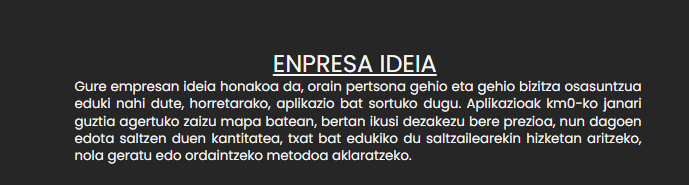 ENPRESA IDEIA
Gure empresan ideia honakoa da, orain pertsona gehio eta gehio bizitza osasuntzua
eduki nahi dute, horretarako, aplikazio bat sortuko dugu. Aplikazioak km0-ko janari
guztia agertuko zaizu mapa batean, bertan ikusi dezakezu bere prezioa, nun dagoen
edota saltzen duen kantitatea, txat bat edukiko du saltzailearekin hizketan aritzeko,
nola geratu edo ordaintzeko metodoa aklaratzeko.